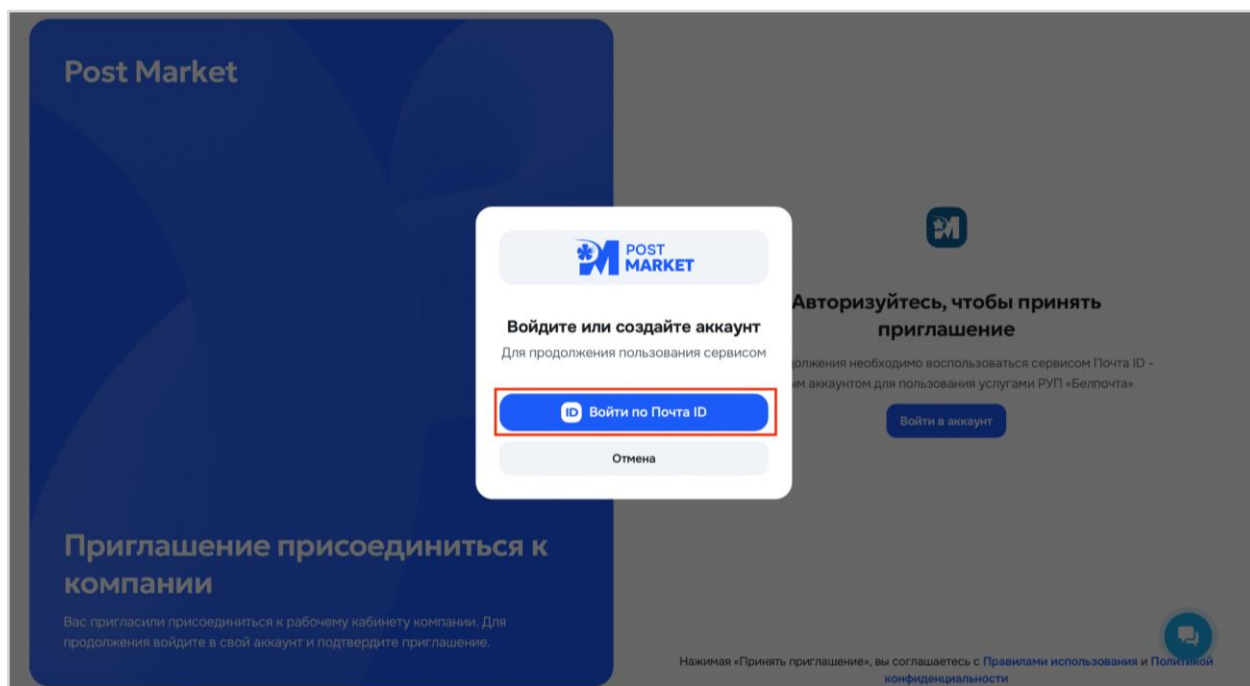 Post Market
POST
MARKET
Войдите или создайте аккаунт
Для продолжения пользования сервисом
ID Войти по Почта ID
Отмена
Авторизуйтесь, чтобы принять
приглашение
необходимо воспользоваться сервисом Почта ID -
аккаунтом для пользования услугами РУП «Белпочта»
Войти в аккаунт
Приглашение присоединиться к
компании
Вас пригласили присоединиться к рабочему кабинету компании. Для
продолжения войдите в свой аккаунт и подтвердите приглашение.
Нажимая «Принять приглашение», вы соглашаетесь с Правилами использования и Политикой
конфиденциальности